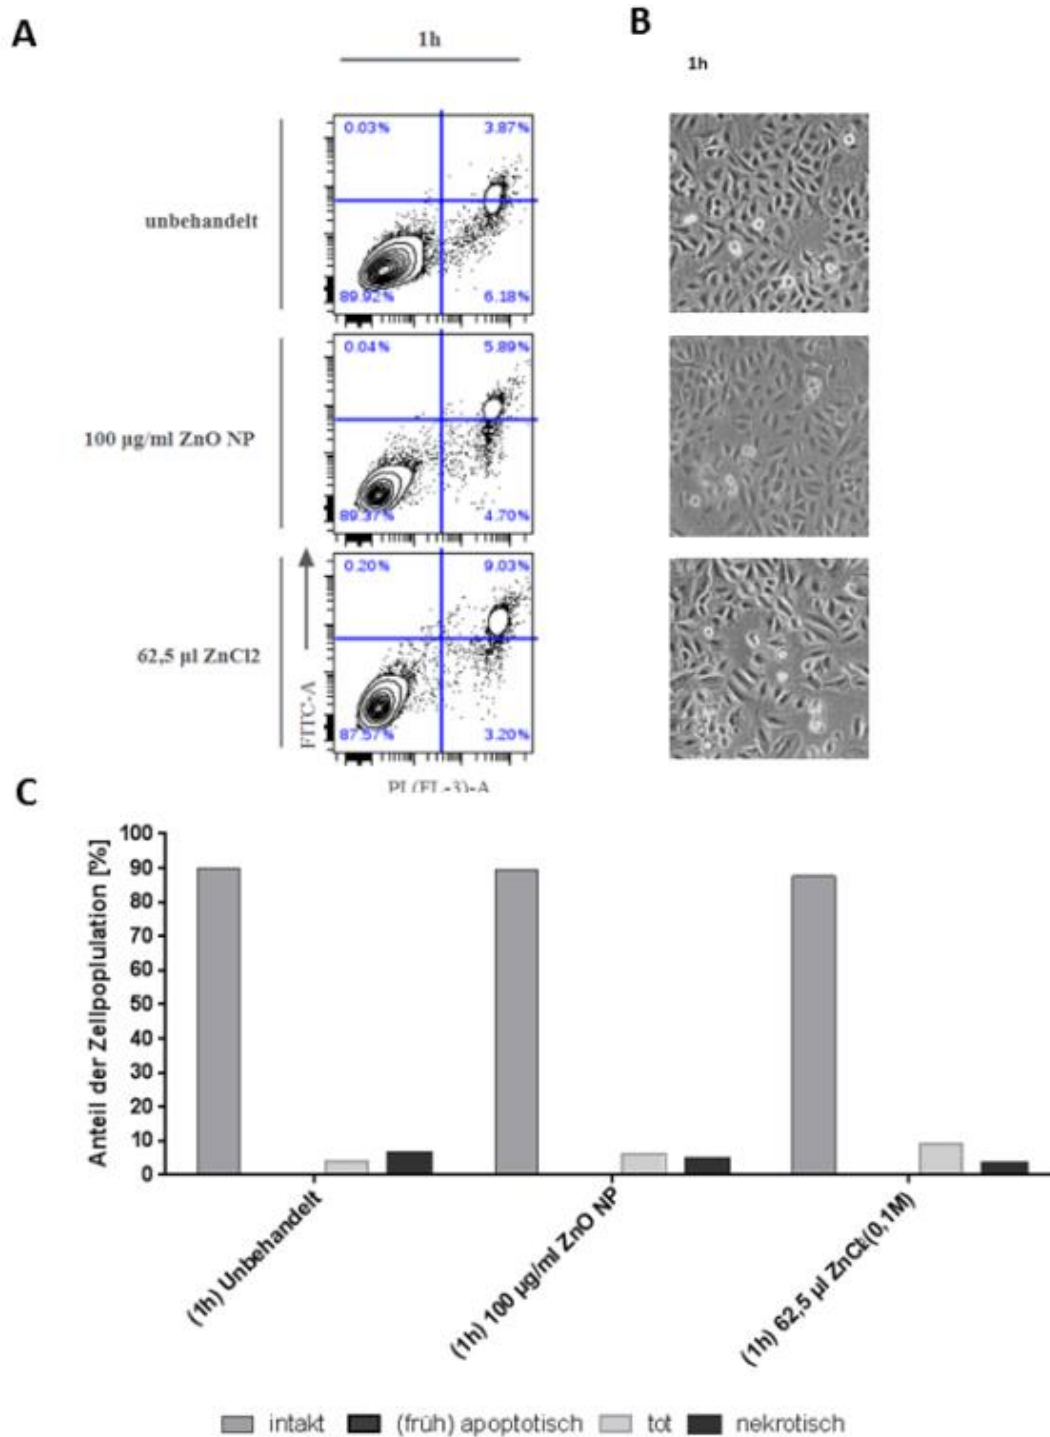 A
B
1h
1h
unbehandelt
0.03%
3.87%
89.92%
6.18%
100 µg/ml ZnO NP
0.04%
5.89%
89.37%
4.70%
62,5 µl ZnCl2
0.20%
9.03%
87.57%
3.20%
FITC-A
PI (FL-3)-A
C
Anteil der Zellpoplulation [%]
100
90
80
70
60
50
40
30
20
10
0
(1h) Unbehandelt
(1h) 100 µg/ml ZnO NP
(1h) 62,5 µl (0,1M)
intakt
(früh) apoptotisch
tot
nekrotisch